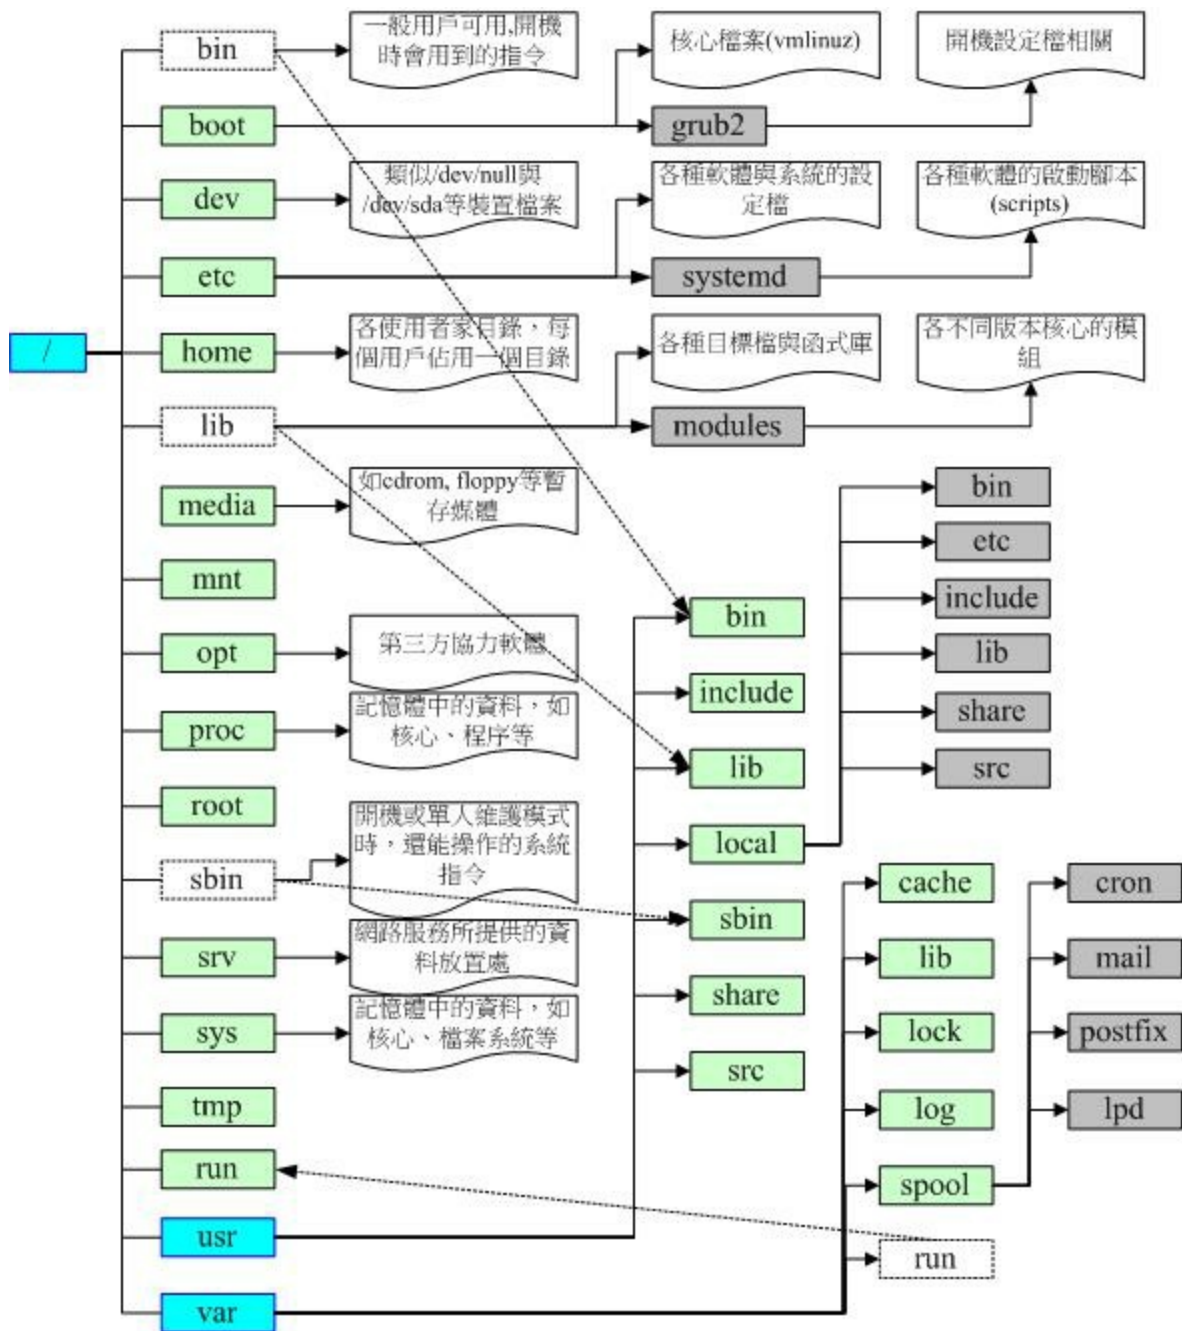 bin
一般用戶可用,開機
時會用到的指令
核心檔案(vmlinuz)
開機設定檔相關
boot
grub2
dev
類似/dev/null與
/dev/sda等裝置檔案
各種軟體與系統的設
定檔
各種軟體的啟動腳本
(scripts)
etc
systemd
/
home
各使用者家目錄，每
個用戶佔用一個目錄
各種目標檔與函式庫
各不同版本核心的模
組
lib
modules
media
如cdrom, floppy等暫
存媒體
bin
etc
mnt
include
bin
opt
第三方協力軟體
lib
include
share
proc
記憶體中的資料，如
核心、程序等
lib
src
root
開機或單人維護模式
時，還能操作的系統
指令
local
sbin
cache
cron
sbin
srv
網路服務所提供的資
料放置處
lib
mail
share
sys
記憶體中的資料，如
核心、檔案系統等
lock
postfix
src
tmp
log
lpd
run
spool
usr
run
var